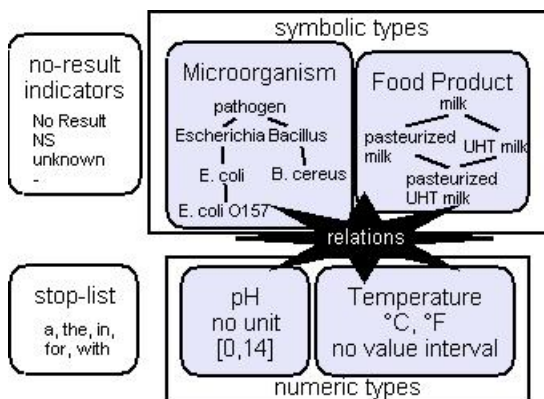 symbolic types
no-result
indicators
No Result
NS
unknown
-
Microorganism
pathogen
Escherichia Bacillus
E. coli
B. cereus
E. coli O157
Food Product
milk
pasteurized
milk
UHT milk
pasteurized
UHT milk
relations
stop-list
a, the, in,
for, with
pH
no unit
[0,14]
Temperature
°C, °F
no value interval
numeric types